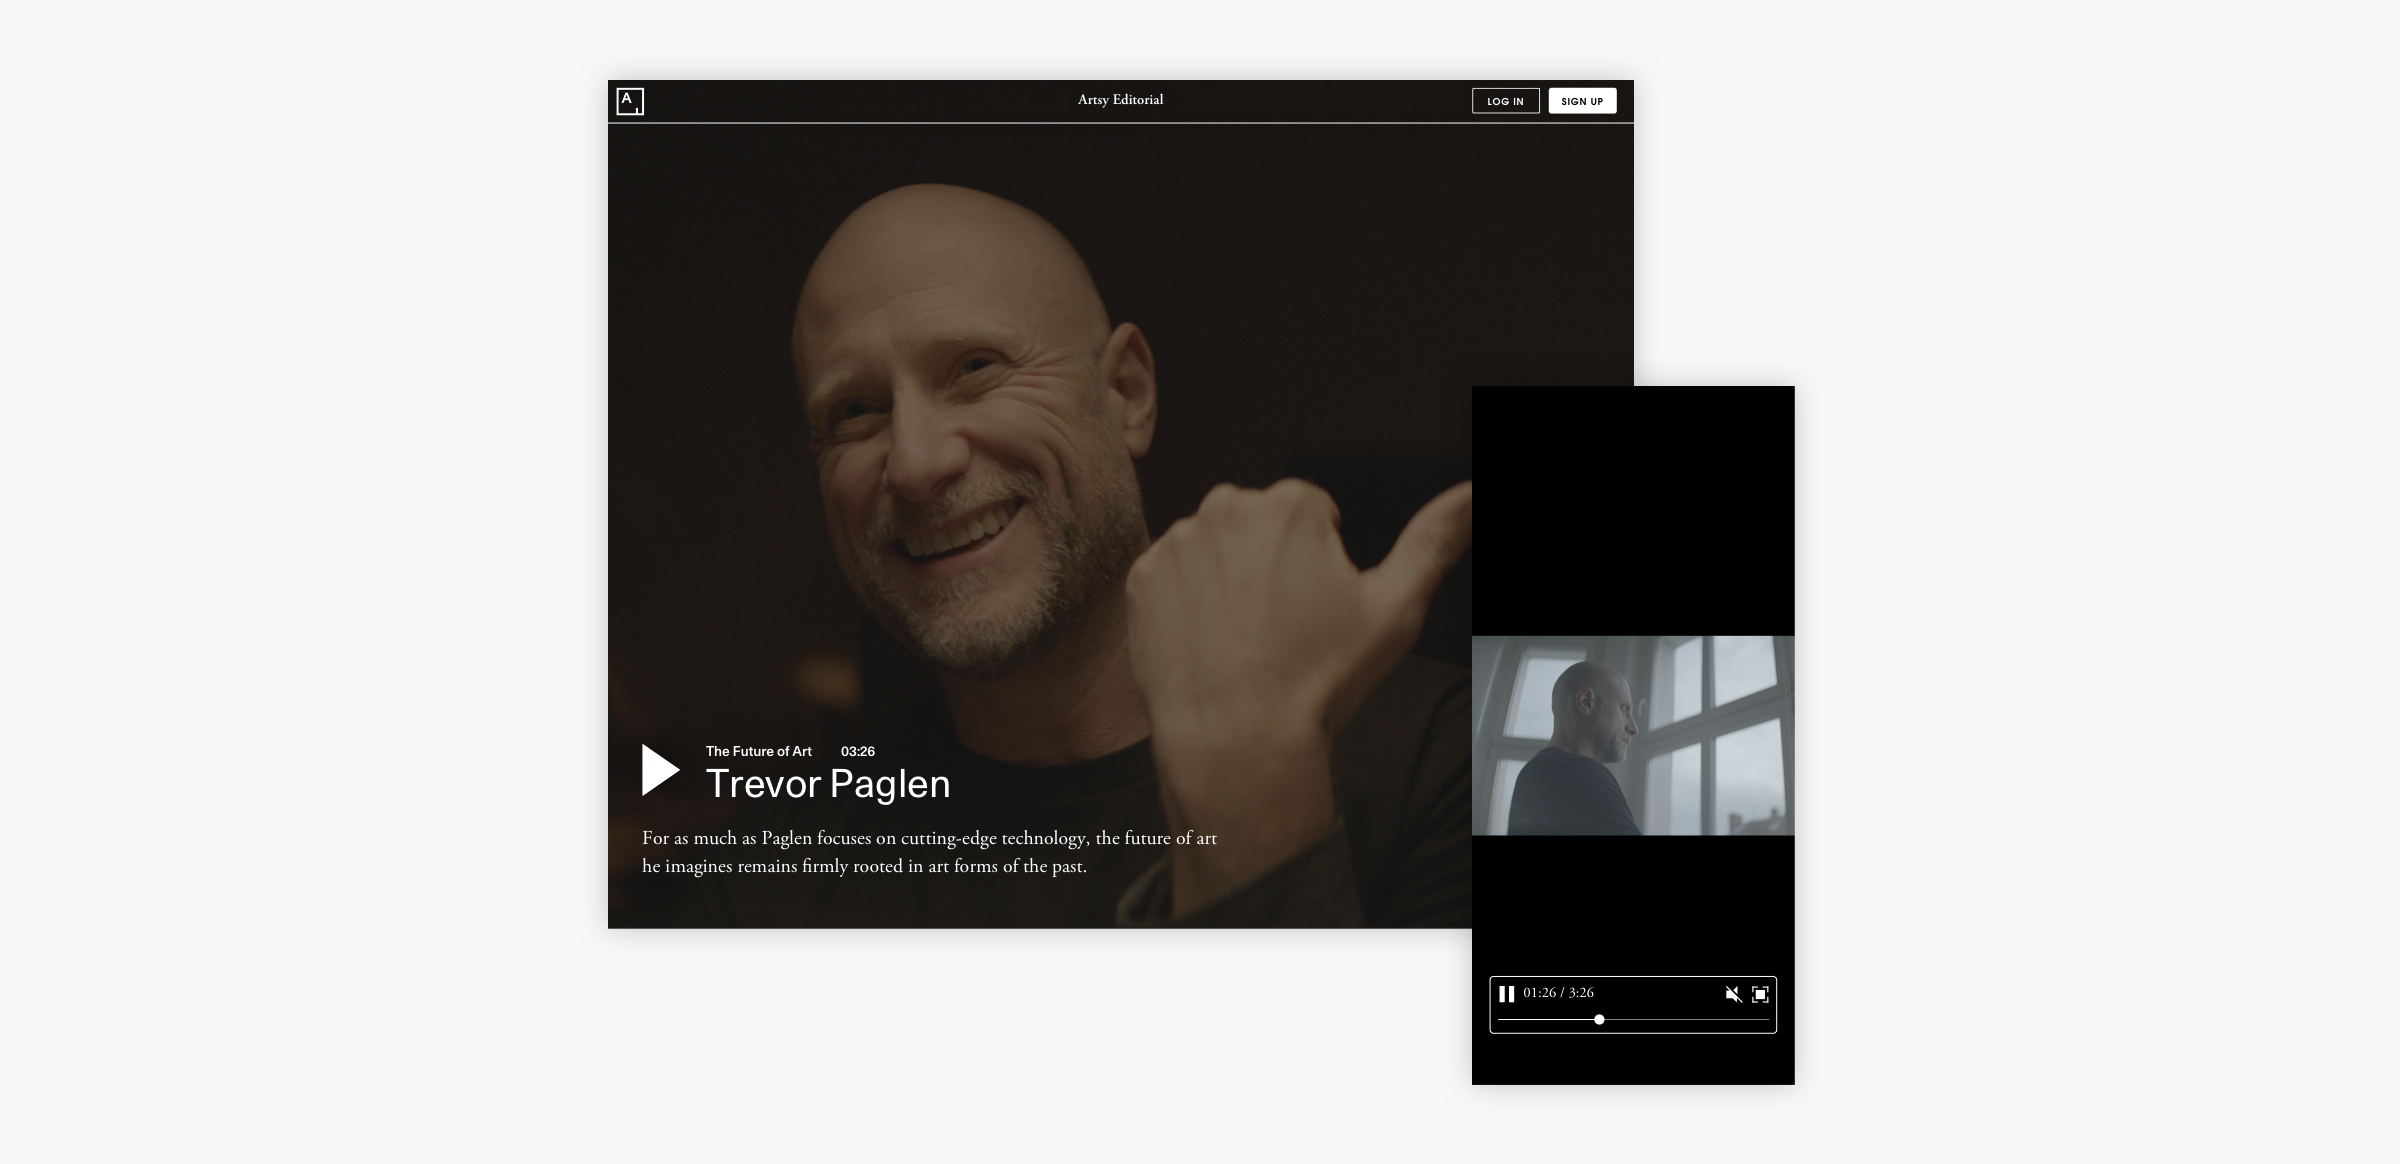 A
Artsy Editorial
LOG IN
SIGN UP
The Future of Art 03:26
Trevor Paglen
For as much as Paglen focuses on cutting-edge technology, the future of art
he imagines remains firmly rooted in art forms of the past.
01:26 / 3:26